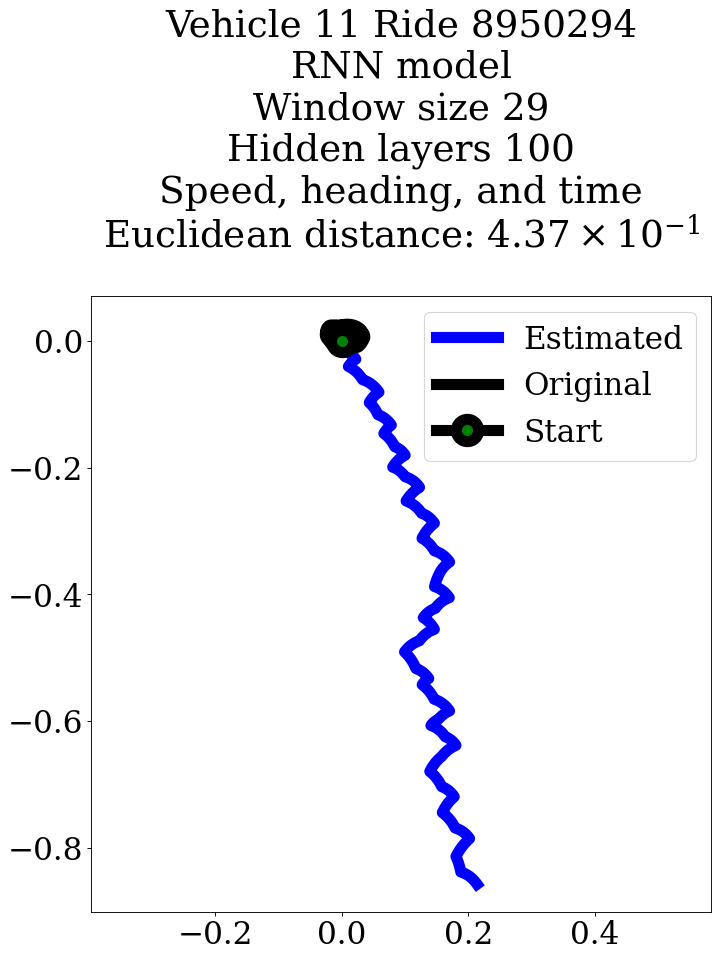 Vehicle 11 Ride 8950294
RNN model
Window size 29
Hidden layers 100
Speed, heading, and time
Euclidean distance: 4.37 × 10⁻¹
Estimated
Original
Start
0.0
−0.2
−0.4
−0.6
−0.8
−0.2 0.0 0.2 0.4